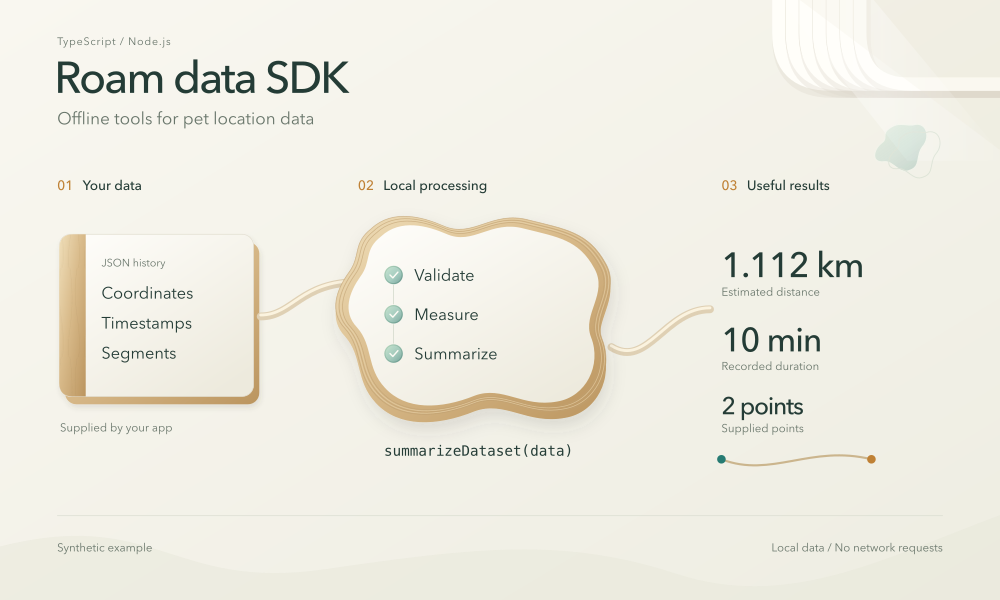 TypeScript / Node.js
Roam data SDK
Offline tools for pet location data
01 Your data
JSON history
Coordinates
Timestamps
Segments
Supplied by your app
02 Local processing
Validate
Measure
Summarize
summarizeDataset(data)
03 Useful results
1.112 km
Estimated distance
10 min
Recorded duration
2 points
Supplied points
Synthetic example
Local data / No network requests